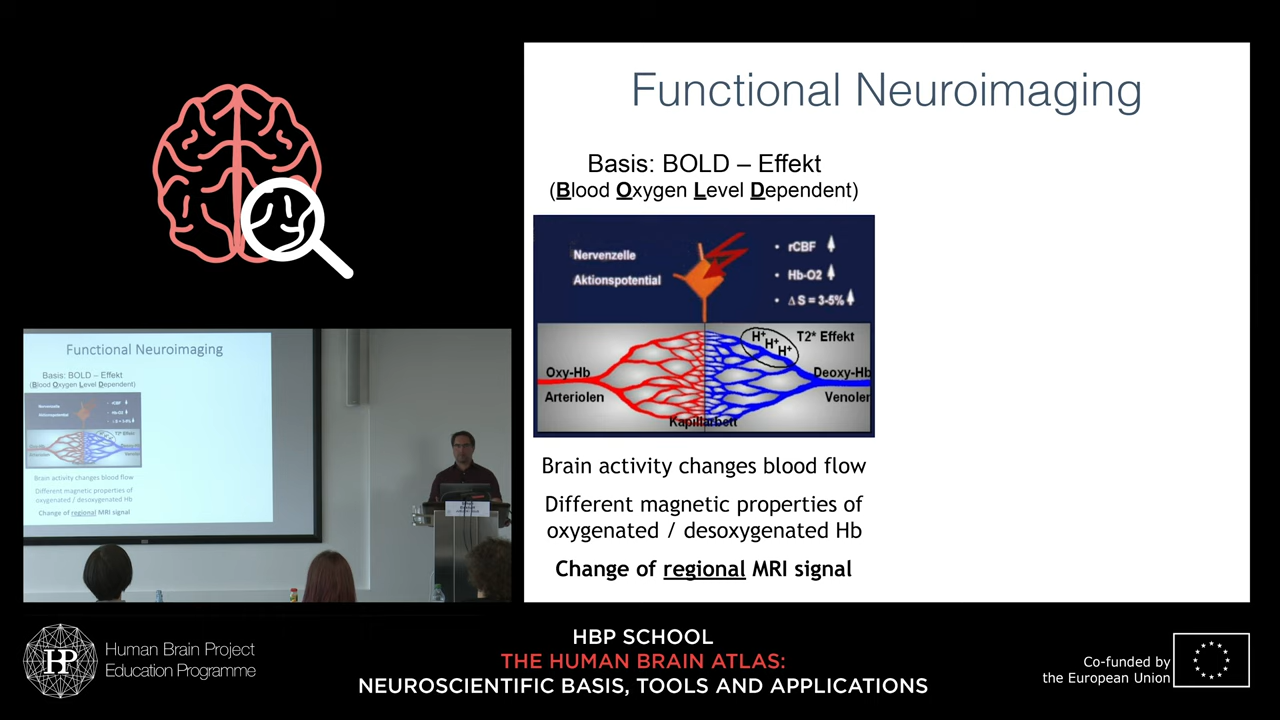 Functional Neuroimaging
Basis: BOLD – Effekt
(Blood Oxygen Level Dependent)
Nervenzelle
Aktionspotential
• rCBF
• Hb-O2
• Δ S = 3-5%
H+
H+
H+
T2* Effekt
Oxy-Hb
Arteriolen
Deoxy-Hb
Venolen
Kapillarbett
Brain activity changes blood flow
Different magnetic properties of
oxygenated / desoxygenated Hb
Change of regional MRI signal
Functional Neuroimaging
Basis: BOLD – Effekt
(Blood Oxygen Level Dependent)
Brain activity changes blood flow
Different magnetic properties of
oxygenated / desoxygenated Hb
Change of regional MRI signal
HBP
Human Brain Project
Education Programme
HBP SCHOOL
THE HUMAN BRAIN ATLAS:
NEUROSCIENTIFIC BASIS, TOOLS AND APPLICATIONS
Co-funded by
the European Union